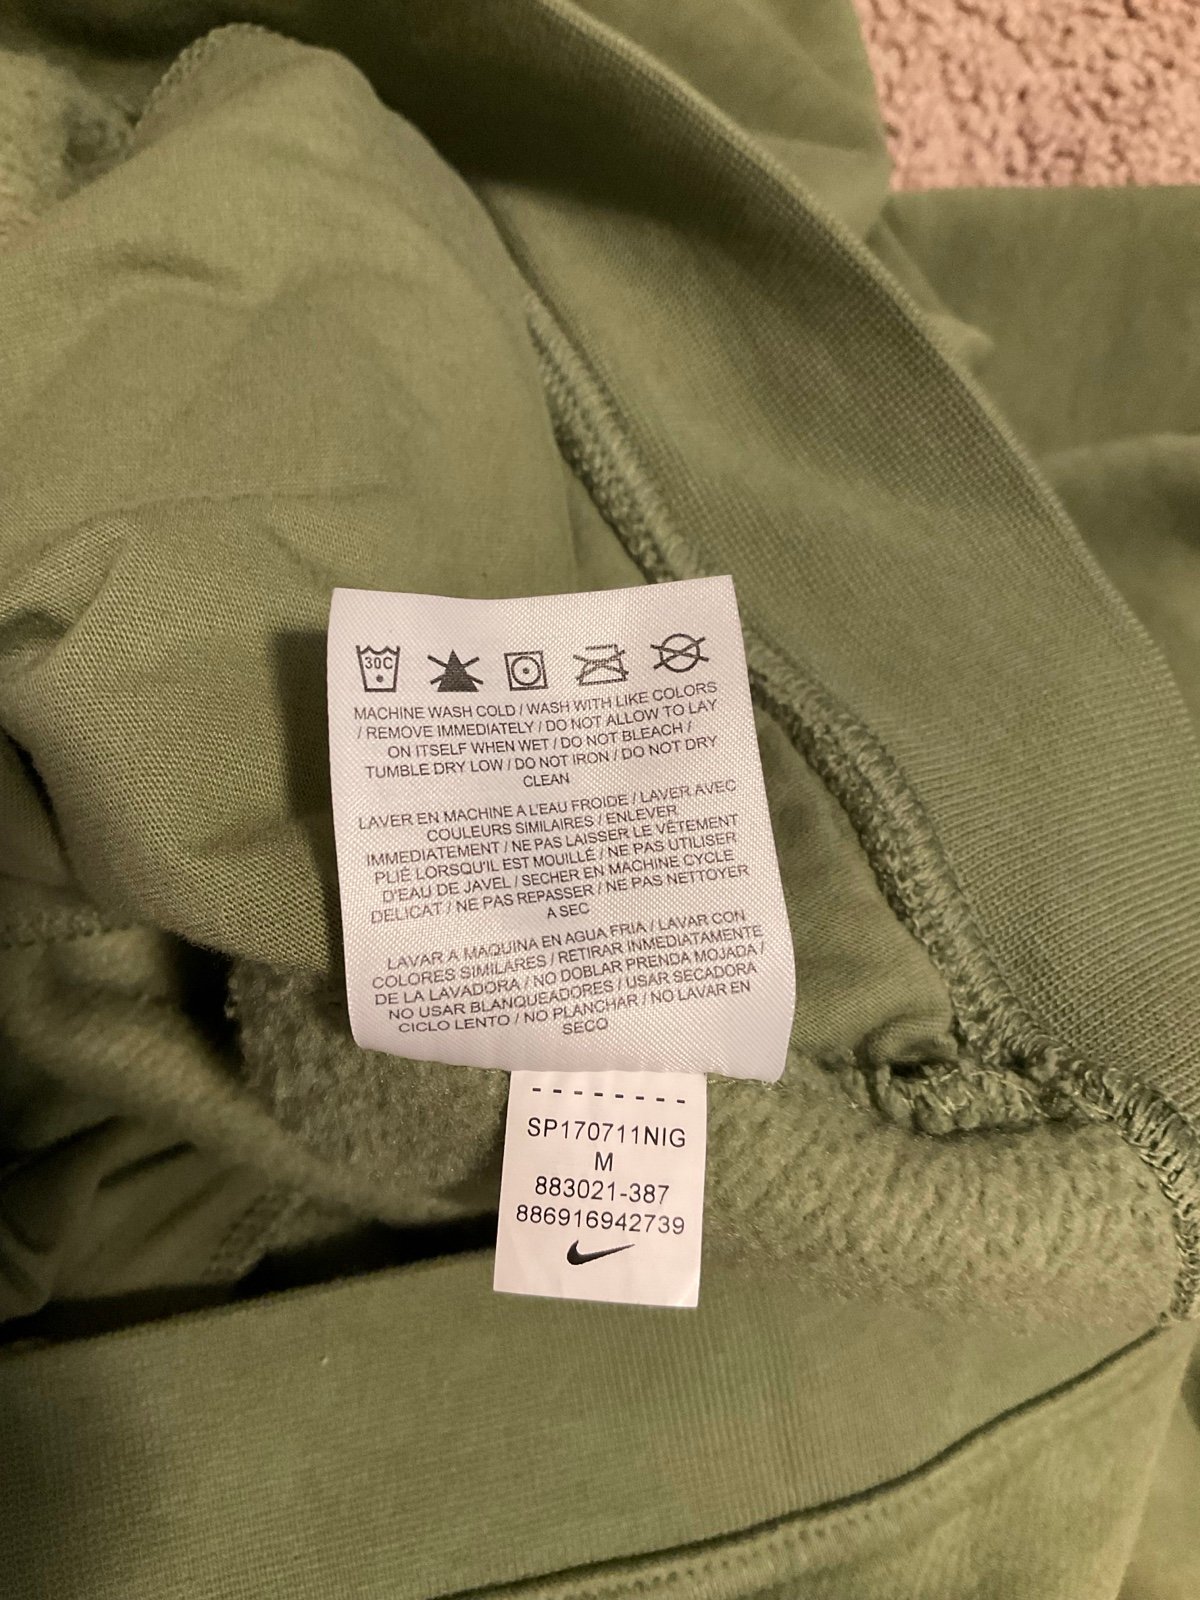 30C
MACHINE WASH COLD / WASH WITH LIKE COLORS
/ REMOVE IMMEDIATELY / DO NOT ALLOW TO LAY
ON ITSELF WHEN WET / DO NOT BLEACH /
TUMBLE DRY LOW / DO NOT IRON / DO NOT DRY
CLEAN
LAVER EN MACHINE A L'EAU FROIDE / LAVER AVEC
COULEURS SIMILAIRES / ENLEVER
IMMEDIATEMENT / NE PAS LAISSER LE VÊTEMENT
PLIÉ LORSQU'IL EST MOUILLÉ / NE PAS UTILISER
D'EAU DE JAVEL / SECHER EN MACHINE CYCLE
DELICAT / NE PAS REPASSER / NE PAS NETTOYER
A SEC
LAVAR A MAQUINA EN AGUA FRIA / LAVAR CON
COLORES SIMILARES / RETIRAR INMEDIATAMENTE
DE LA LAVADORA / NO DOBLAR PRENDA MOJADA /
NO USAR BLANQUEADORES / USAR SECADORA
CICLO LENTO / NO PLANCHAR / NO LAVAR EN
SECO
- - - - - - - -
SP170711NIG
M
883021-387
886916942739